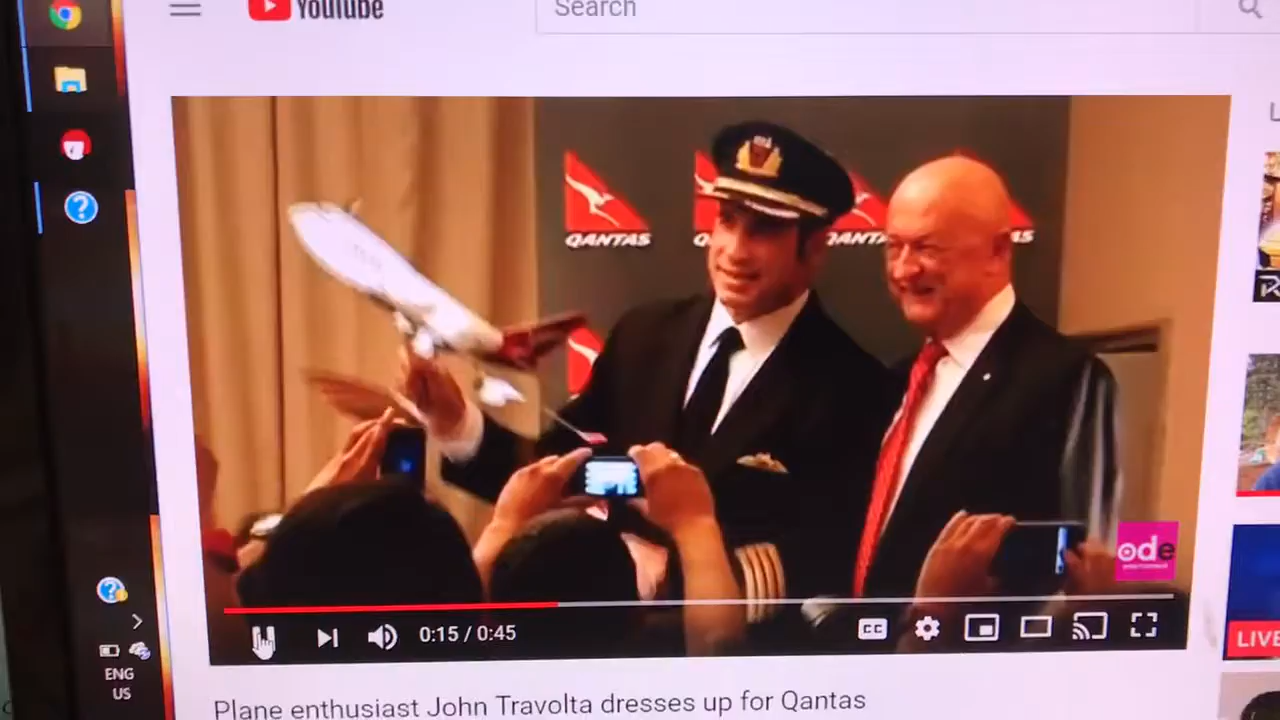 YouTube
Search
QANTAS
QANTAS
ode
entertainment
0:15 / 0:45
CC
LIVE
ENG
US
Plane enthusiast John Travolta dresses up for Qantas